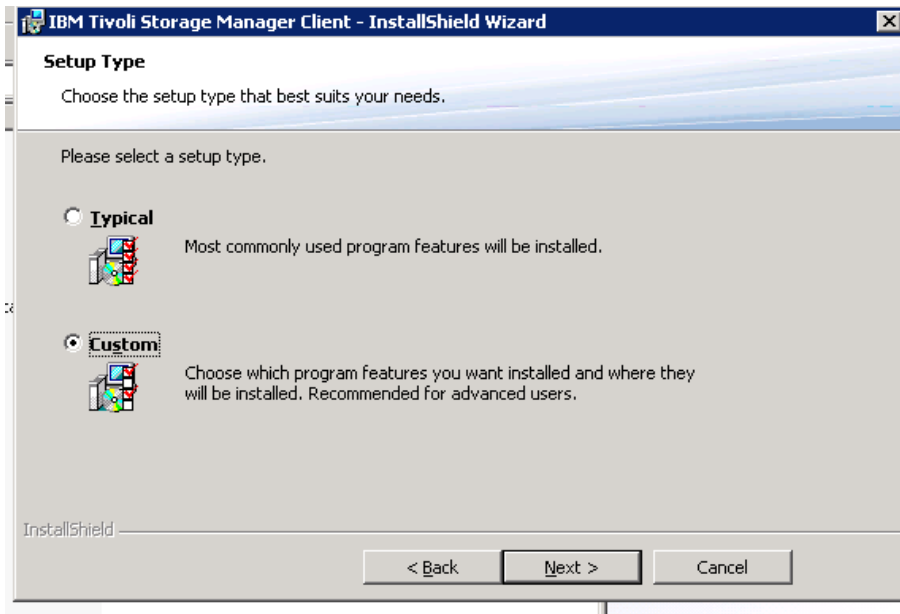 IBM Tivoli Storage Manager Client - InstallShield Wizard
Setup Type
Choose the setup type that best suits your needs.
Please select a setup type.
Typical
Most commonly used program features will be installed.
Custom
Choose which program features you want installed and where they
will be installed. Recommended for advanced users.
InstallShield
< Back
Next >
Cancel